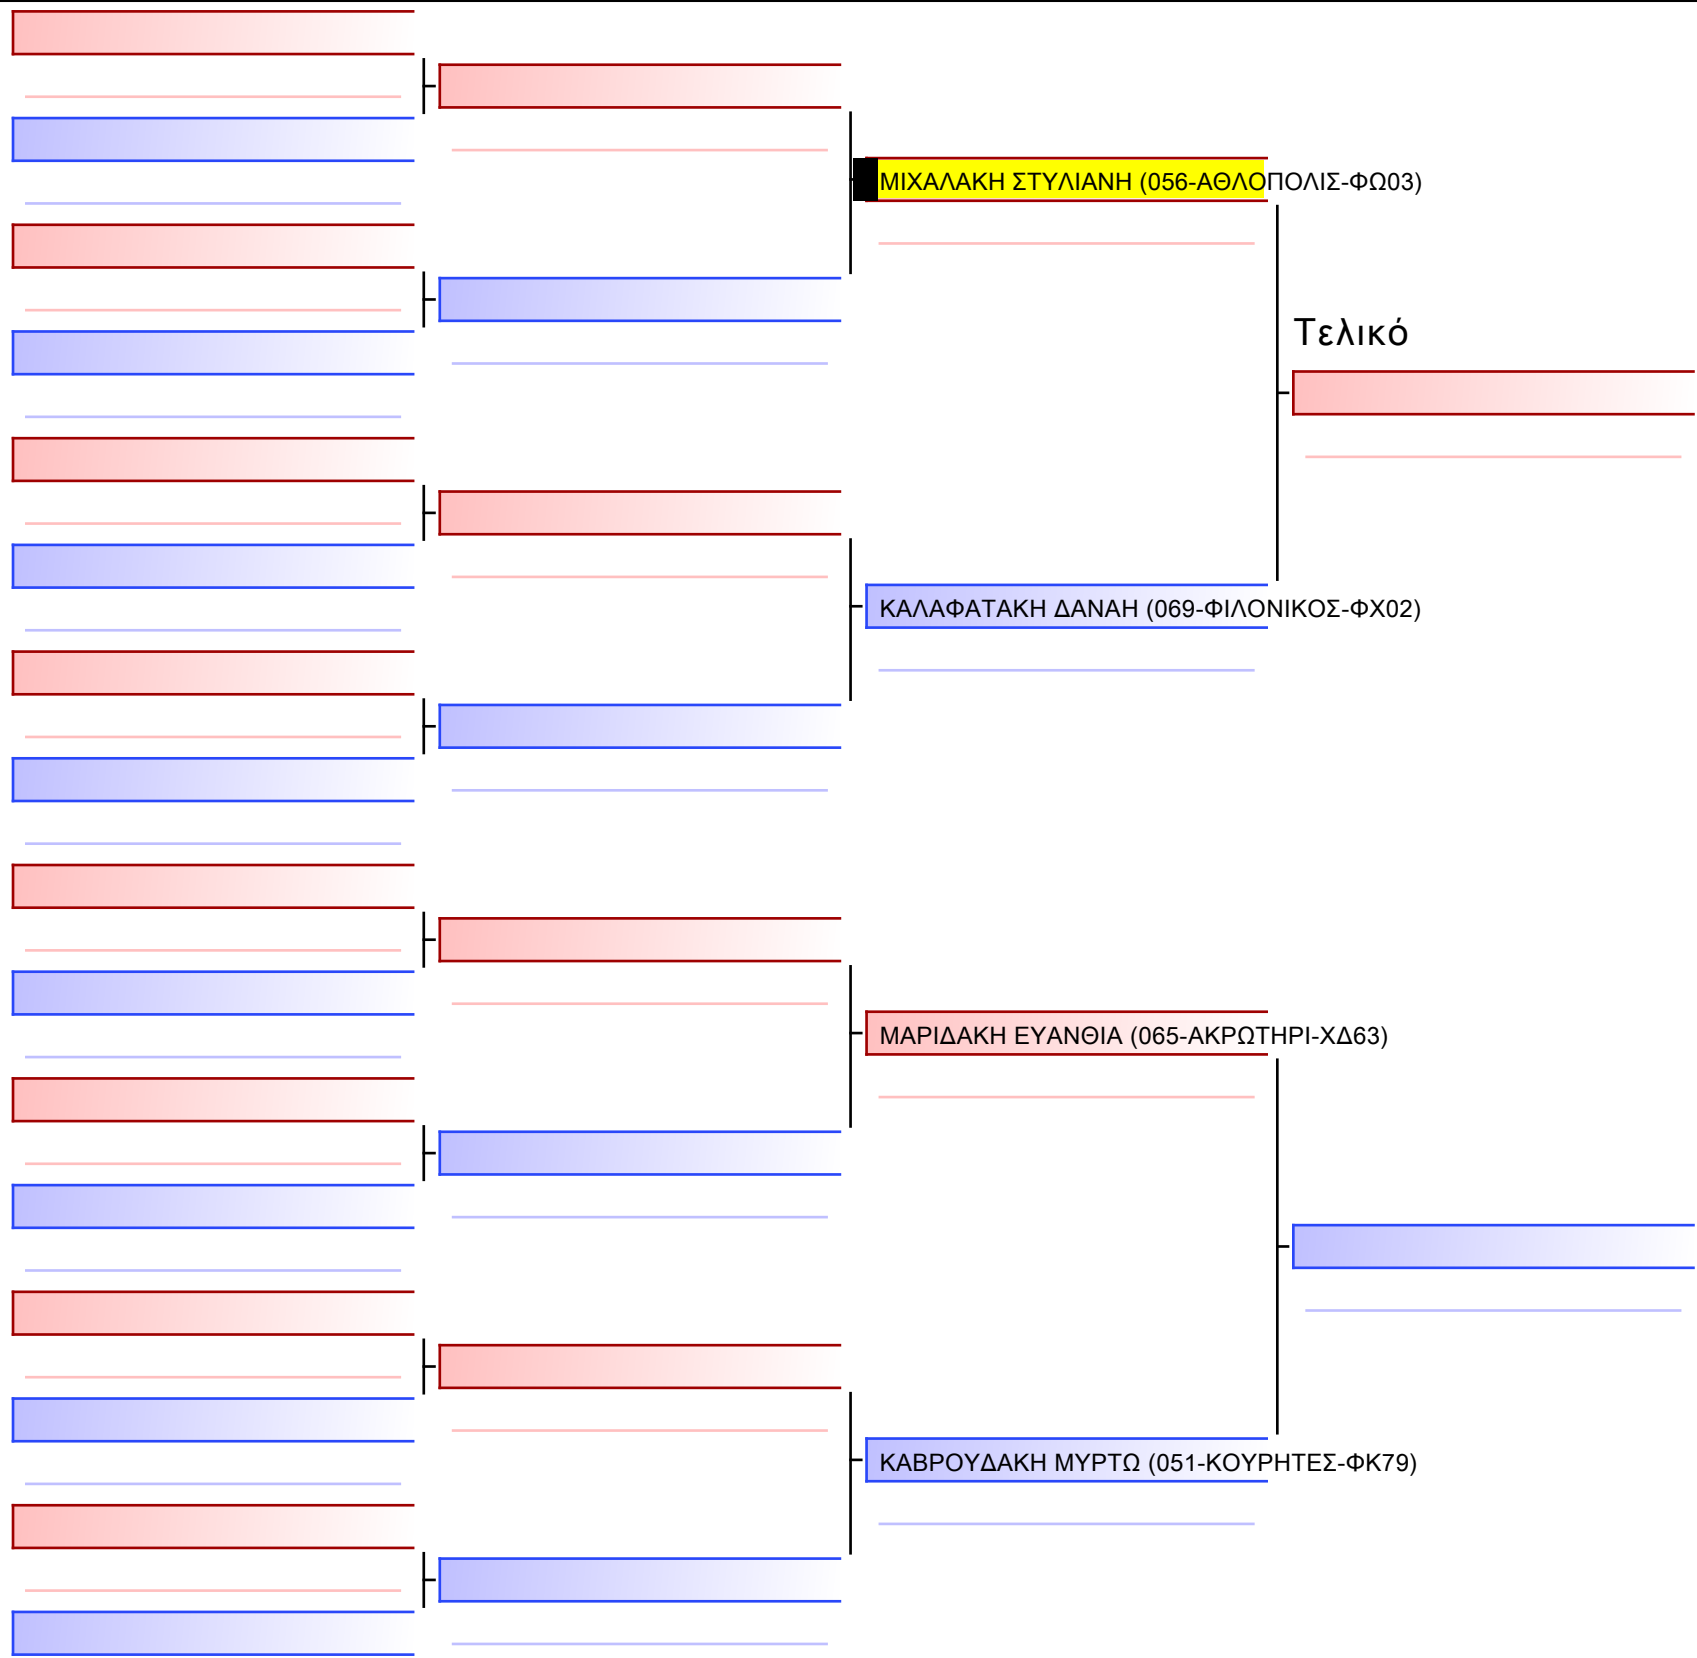 ΜΙΧΑΛΑΚΗ ΣΤΥΛΙΑΝΗ (056-ΑΘΛΟΠΟΛΙΣ-ΦΩ03)
Τελικό
ΚΑΛΑΦΑΤΑΚΗ ΔΑΝΑΗ (069-ΦΙΛΟΝΙΚΟΣ-ΦΧ02)
ΜΑΡΙΔΑΚΗ ΕΥΑΝΘΙΑ (065-ΑΚΡΩΤΗΡΙ-ΧΔ63)
ΚΑΒΡΟΥΔΑΚΗ ΜΥΡΤΩ (051-ΚΟΥΡΗΤΕΣ-ΦΚ79)